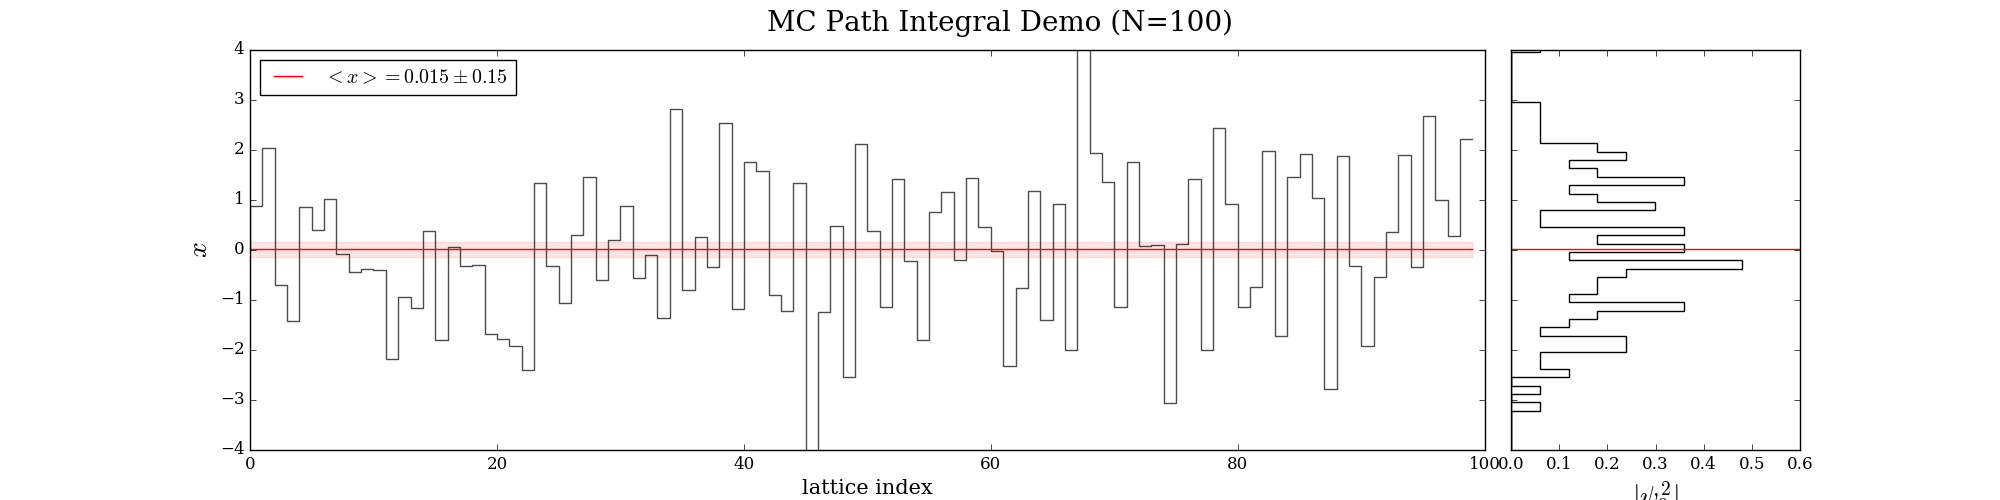 MC Path Integral Demo (N=100)
< x > = 0.015 ± 0.15
x
4
3
2
1
0
−1
−2
−3
−4
0 20 40 60 80 100
lattice index
0.0 0.1 0.2 0.3 0.4 0.5 0.6